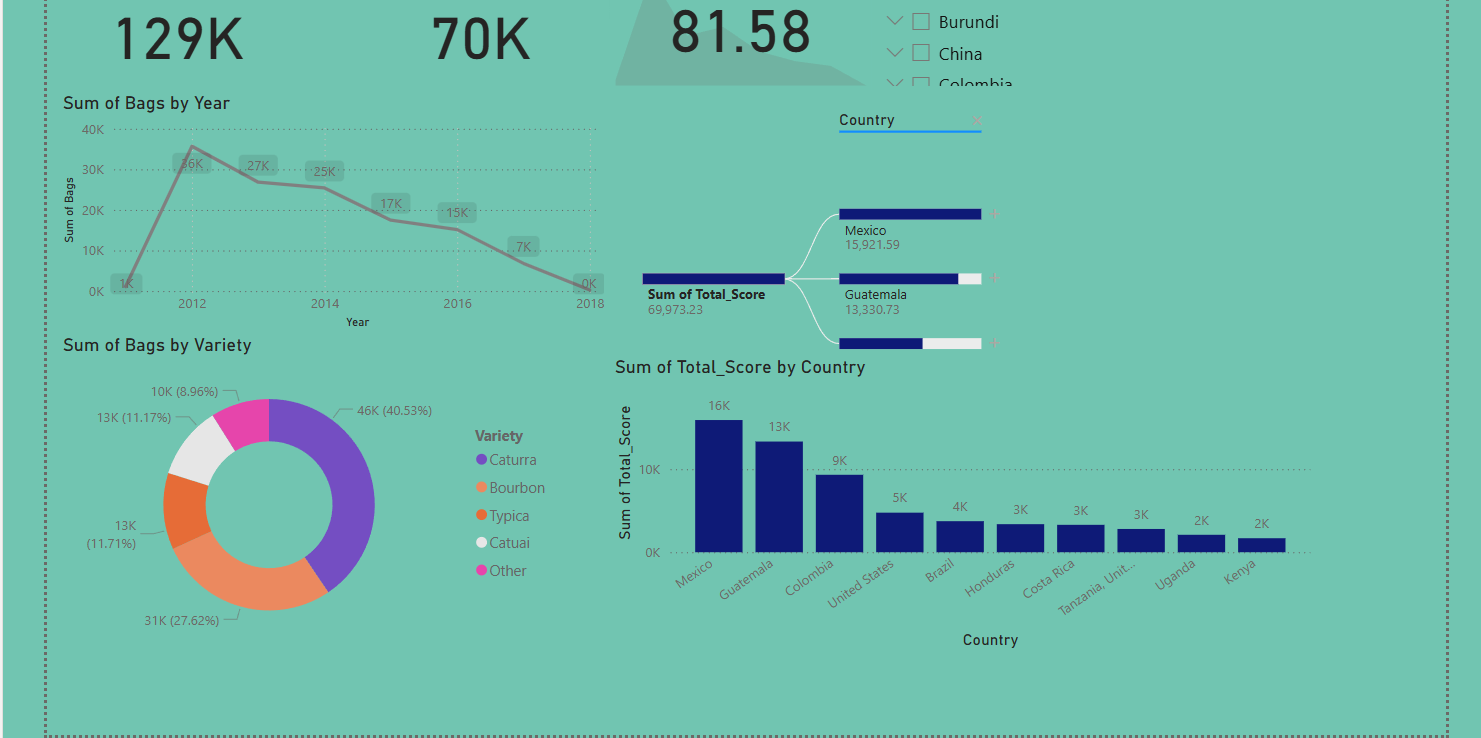 129K
70K
81.58
Burundi
China
Colombia
Sum of Bags by Year
40K
30K
20K
10K
0K
Sum of Bags
1K
36K
27K
25K
17K
15K
7K
0K
2012
2014
2016
2018
Year
Country
Mexico
15,921.59
Sum of Total_Score
69,973.23
Guatemala
13,330.73
Sum of Bags by Variety
10K (8.96%)
13K (11.17%)
46K (40.53%)
13K
(11.71%)
31K (27.62%)
Variety
Caturra
Bourbon
Typica
Catuai
Other
Sum of Total_Score by Country
Sum of Total_Score
10K
0K
16K
13K
9K
5K
4K
3K
3K
3K
2K
2K
Mexico
Guatemala
Colombia
United States
Brazil
Honduras
Costa Rica
Tanzania, Unit...
Uganda
Kenya
Country